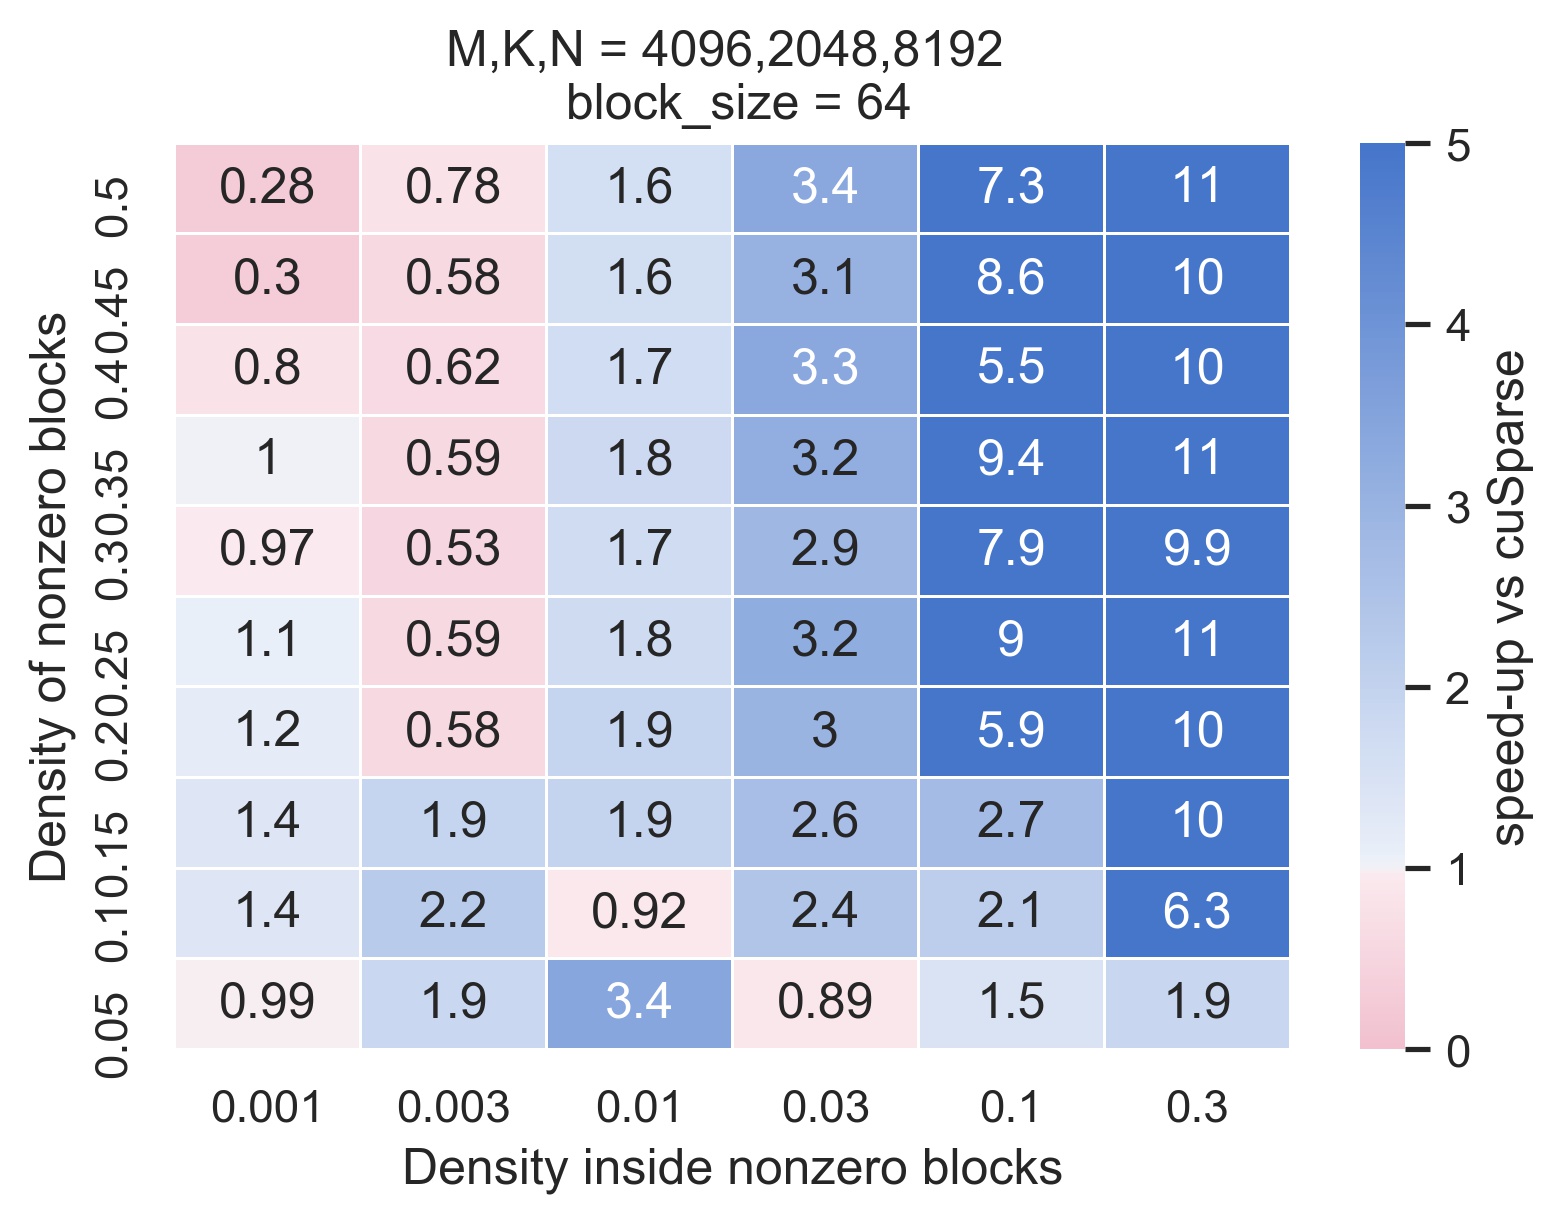 M,K,N = 4096,2048,8192
block_size = 64
Density of nonzero blocks
0.5 0.28 0.78 1.6 3.4 7.3 11
0.45 0.3 0.58 1.6 3.1 8.6 10
0.4 0.8 0.62 1.7 3.3 5.5 10
0.35 1 0.59 1.8 3.2 9.4 11
0.3 0.97 0.53 1.7 2.9 7.9 9.9
0.25 1.1 0.59 1.8 3.2 9 11
0.2 1.2 0.58 1.9 3 5.9 10
0.15 1.4 1.9 1.9 2.6 2.7 10
0.1 1.4 2.2 0.92 2.4 2.1 6.3
0.05 0.99 1.9 3.4 0.89 1.5 1.9
0.001 0.003 0.01 0.03 0.1 0.3
Density inside nonzero blocks
5
4
3
2
1
0
speed-up vs cuSparse